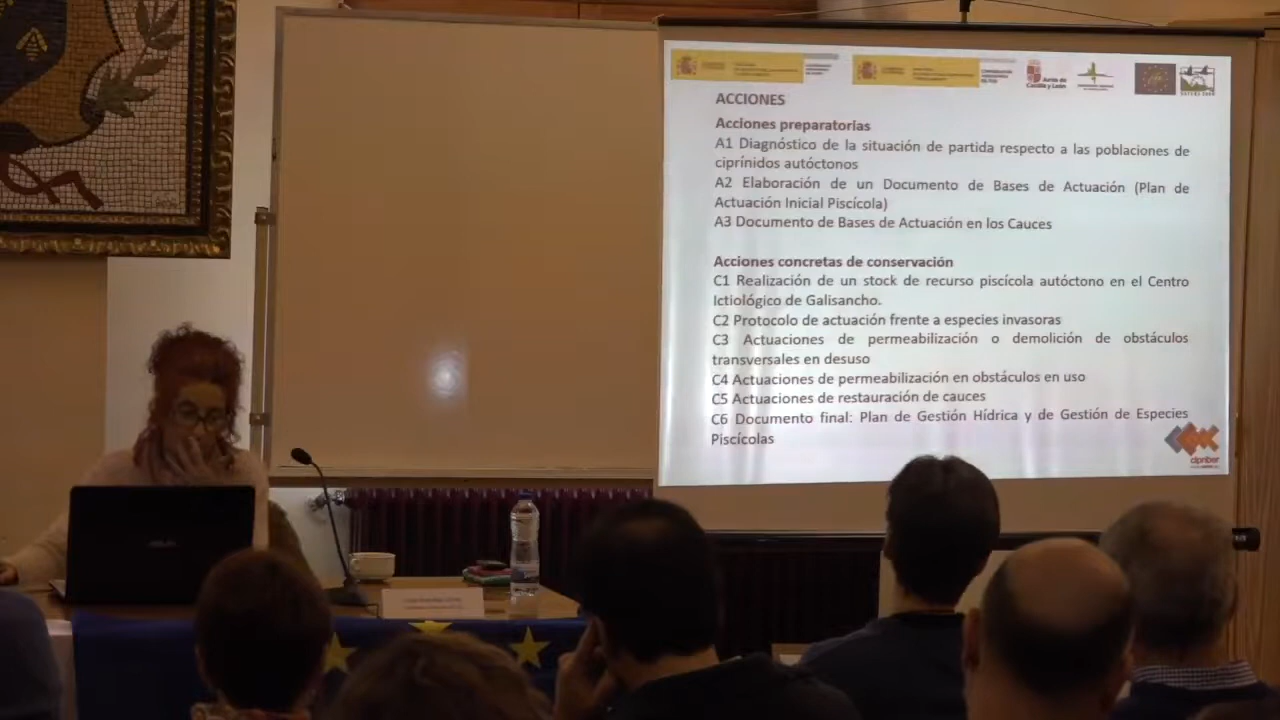 Junta de
Castilla y León
ACCIONES
Acciones preparatorias
A1 Diagnóstico de la situación de partida respecto a las poblaciones de
ciprínidos autóctonos
A2 Elaboración de un Documento de Bases de Actuación (Plan de
Actuación Inicial Piscícola)
A3 Documento de Bases de Actuación en los Cauces
Acciones concretas de conservación
C1 Realización de un stock de recurso piscícola autóctono en el Centro
Ictiológico de Galisancho.
C2 Protocolo de actuación frente a especies invasoras
C3 Actuaciones de permeabilización o demolición de obstáculos
transversales en desuso
C4 Actuaciones de permeabilización en obstáculos en uso
C5 Actuaciones de restauración de cauces
C6 Documento final: Plan de Gestión Hídrica y de Gestión de Especies
Piscícolas
cipriber